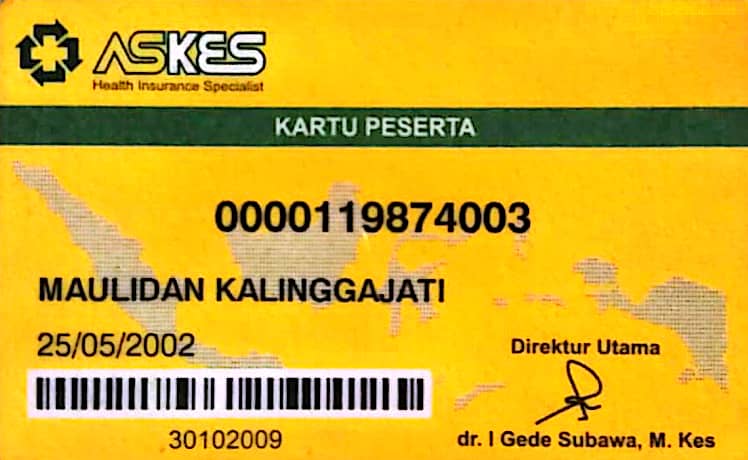 ASKES
Health Insurance Specialist
KARTU PESERTA
0000119874003
MAULIDAN KALINGGAJATI
25/05/2002
Direktur Utama
30102009
dr. I Gede Subawa, M. Kes